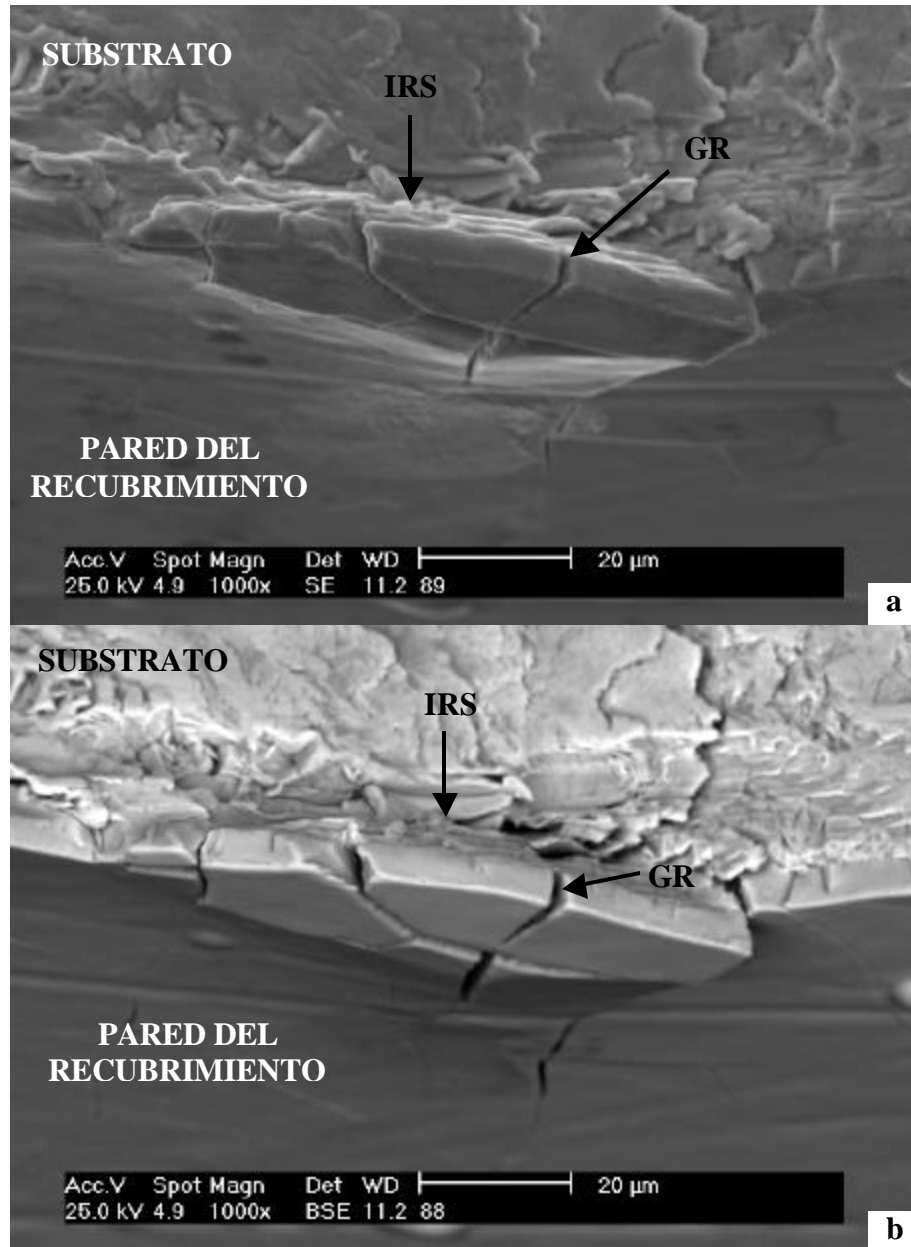 SUBSTRATO
IRS
GR
PARED DEL
RECUBRIMIENTO
Acc.V Spot Magn Det WD 20 µm
25.0 kV 4.9 1000x SE 11.2 89
a
SUBSTRATO
IRS
GR
PARED DEL
RECUBRIMIENTO
Acc.V Spot Magn Det WD 20 µm
25.0 kV 4.9 1000x BSE 11.2 88
b